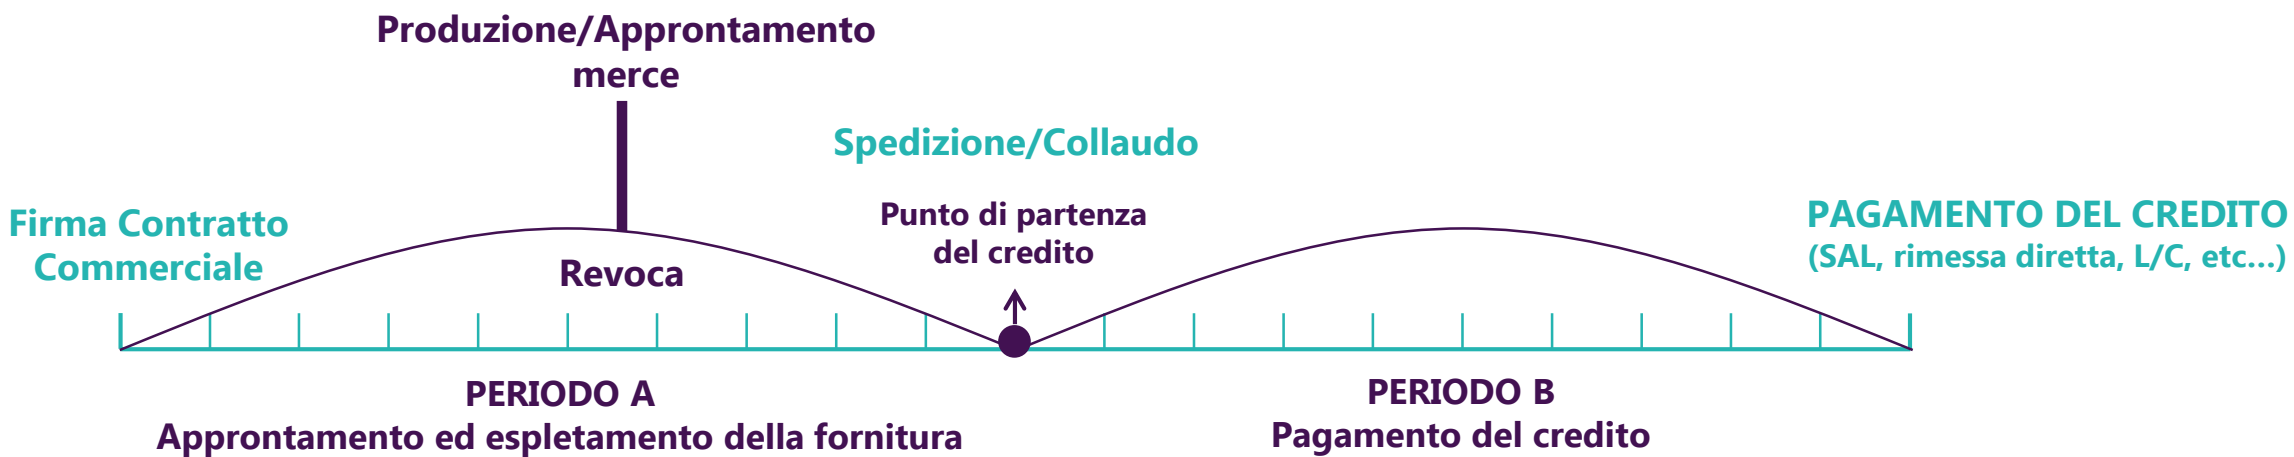 Produzione/Approntamento
merce
Spedizione/Collaudo
Firma Contratto
Commerciale
Revoca
Punto di partenza
del credito
PAGAMENTO DEL CREDITO
(SAL, rimessa diretta, L/C, etc...)
PERIODO A
Approntamento ed espletamento della fornitura
PERIODO B
Pagamento del credito